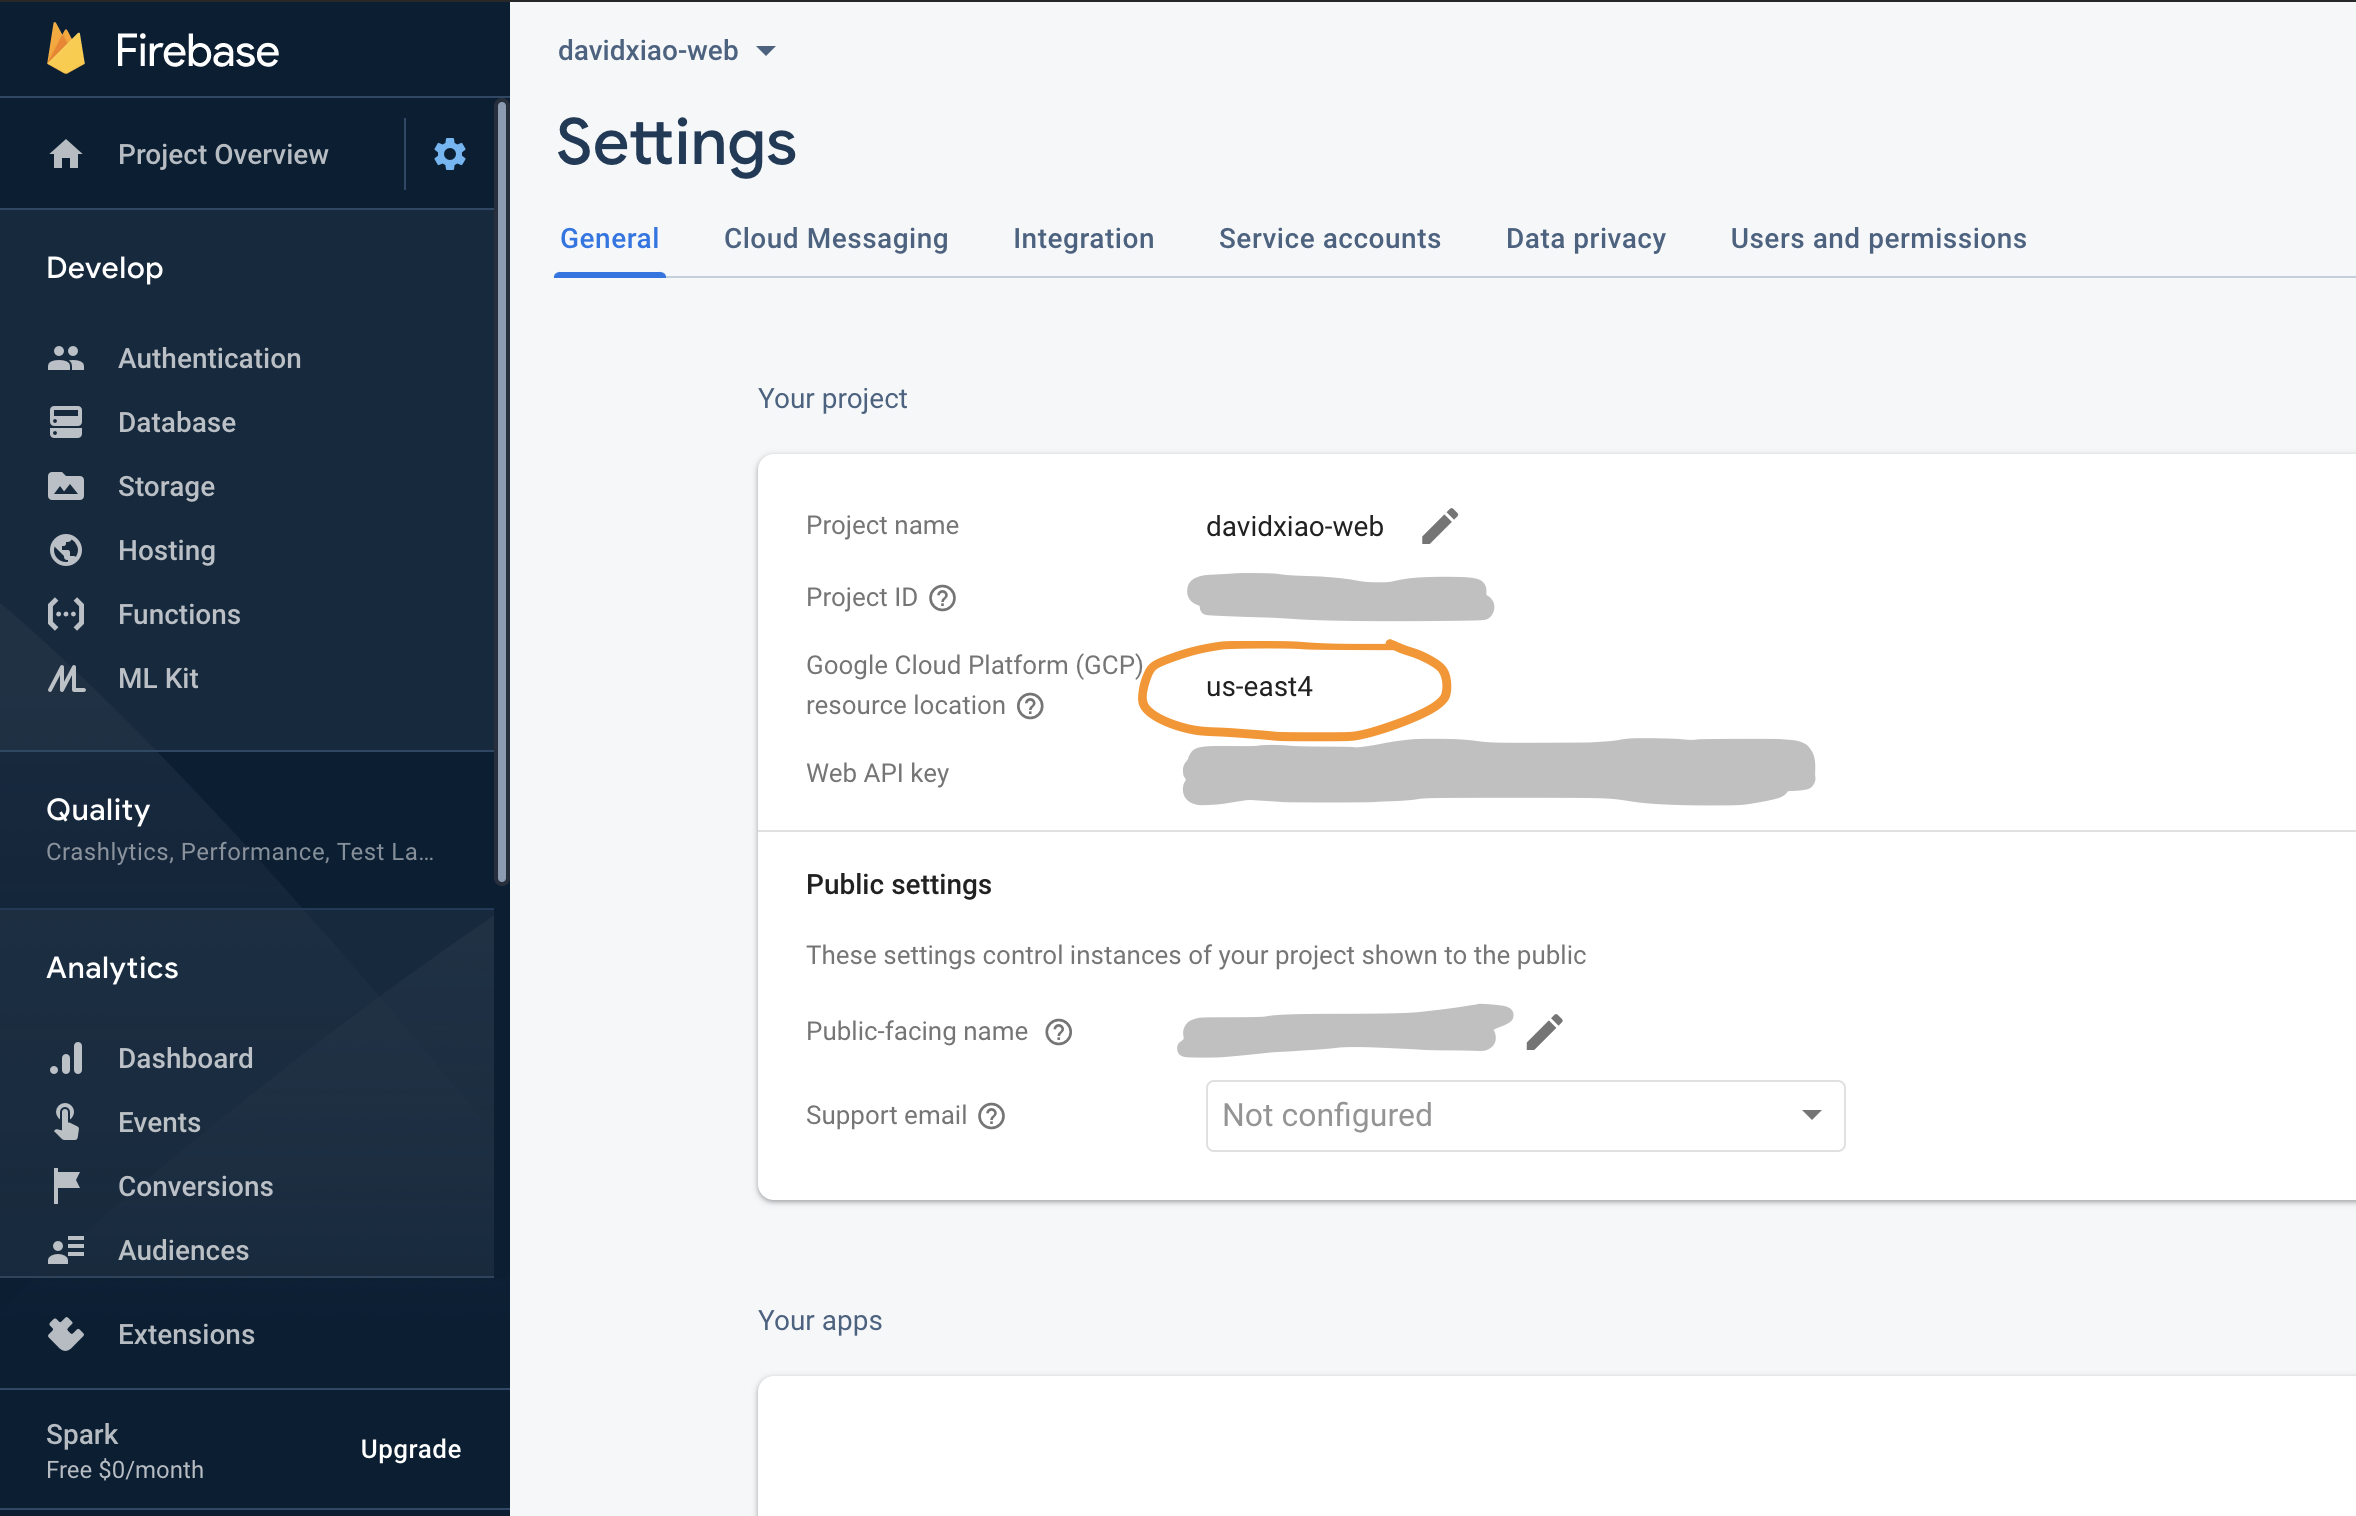 Firebase
Project Overview
Develop
Authentication
Database
Storage
Hosting
Functions
ML Kit
Quality
Crashlytics, Performance, Test La...
Analytics
Dashboard
Events
Conversions
Audiences
Extensions
Spark
Free $0/month
Upgrade
davidxiao-web
Settings
General Cloud Messaging Integration Service accounts Data privacy Users and permissions
Your project
Project name davidxiao-web
Project ID
Google Cloud Platform (GCP)
resource location us-east4
Web API key
Public settings
These settings control instances of your project shown to the public
Public-facing name
Support email Not configured
Your apps